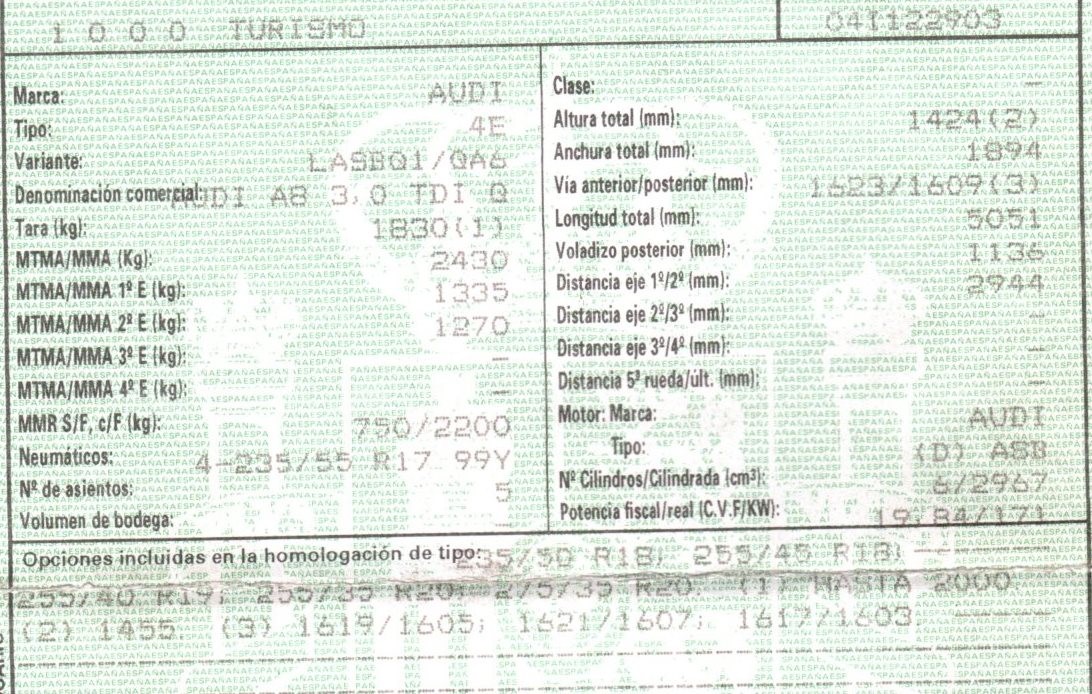 1 0 0 0 TURISMO
04I122903
Marca: AUDI
Tipo: 4E
Variante: LASBQ1/QA6
Denominación comercial: AUDI A8 3.0 TDI Q
Tara (kg): 1830(1)
MTMA/MMA (Kg): 2430
MTMA/MMA 1º E (kg): 1335
MTMA/MMA 2º E (kg): 1270
MTMA/MMA 3º E (kg): —
MTMA/MMA 4º E (kg): —
MMR S/F, c/F (kg): 750/2200
Neumáticos: 4-235/55 R17 99Y
Nº de asientos: 5
Volumen de bodega: —
Clase: —
Altura total (mm): 1424(2)
Anchura total (mm): 1894
Via anterior/posterior (mm): 1623/1609(3)
Longitud total (mm): 5051
Voladizo posterior (mm): 1136
Distancia eje 1º/2º (mm): 2944
Distancia eje 2º/3º (mm): —
Distancia eje 3º/4º (mm): —
Distancia 5ª rueda/últ. (mm): —
Motor: Marca: AUDI
Tipo: (D) ASB
Nº Cilindros/Cilindrada (cm³): 6/2967
Potencia fiscal/real (C.V.F/KW): 19,84/171
Opciones incluidas en la homologación de tipo: 235/50 R18; 255/45 R18;
255/40 R19; 255/35 R20; 275/35 R20. (1) HASTA 2000
(2) 1455. (3) 1619/1605; 1621/1607; 1617/1603